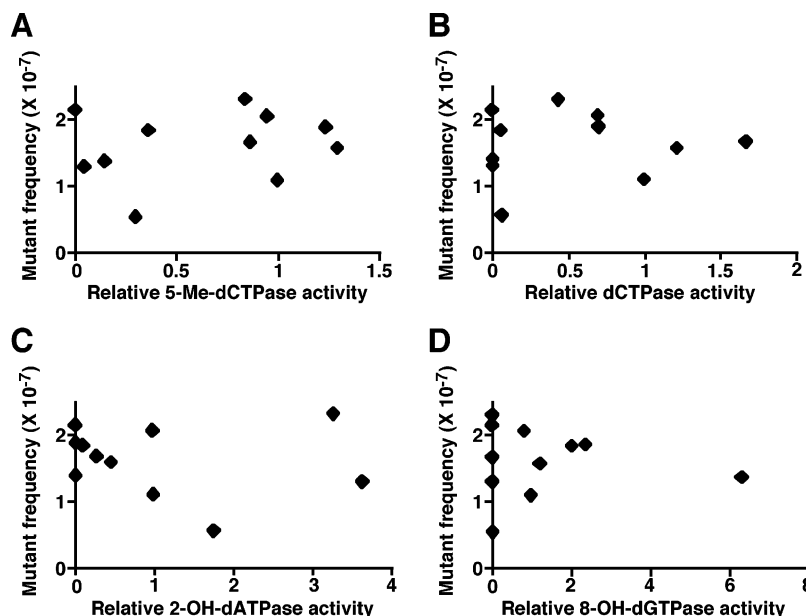 A
Mutant frequency (X 10-7)
2
1
0
0 0.5 1 1.5
Relative 5-Me-dCTPase activity
B
Mutant frequency (X 10-7)
2
1
0
0 0.5 1 1.5 2
Relative dCTPase activity
C
Mutant frequency (X 10-7)
2
1
0
0 1 2 3 4
Relative 2-OH-dATPase activity
D
Mutant frequency (X 10-7)
2
1
0
0 2 4 6 8
Relative 8-OH-dGTPase activity